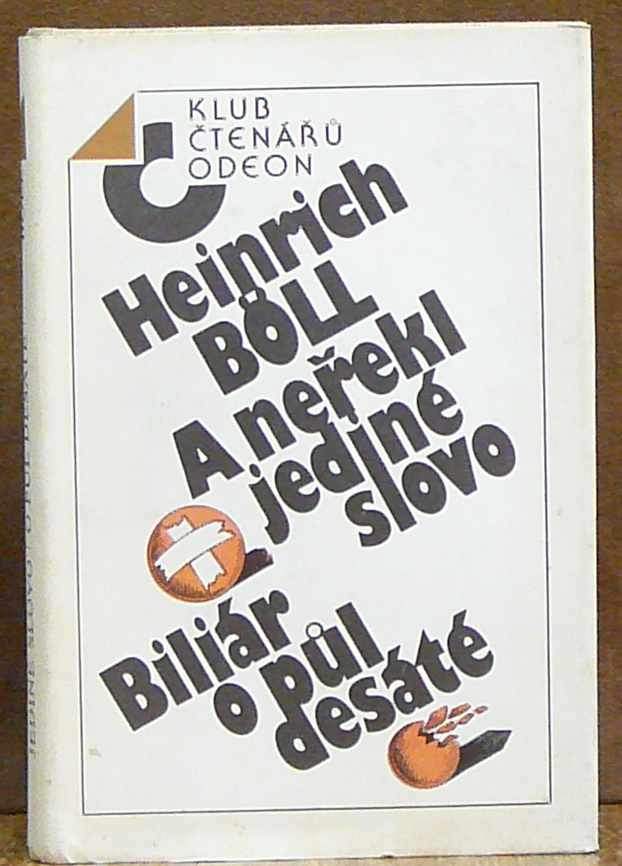 KLUB
ČTENÁŘŮ
ODEON
Heinrich
BÖLL
A neřekl
jediné
slovo
Biliár
o půl
desáté